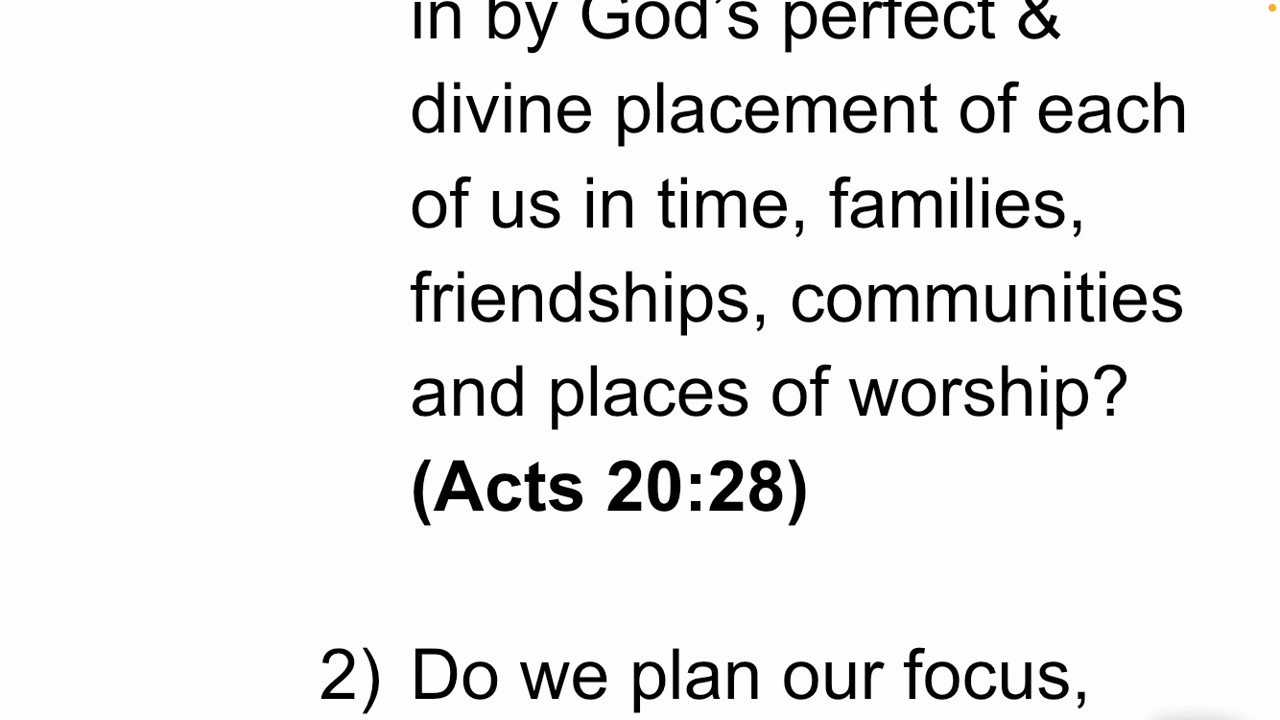 in by God’s perfect &
divine placement of each
of us in time, families,
friendships, communities
and places of worship?
(Acts 20:28)
2) Do we plan our focus,